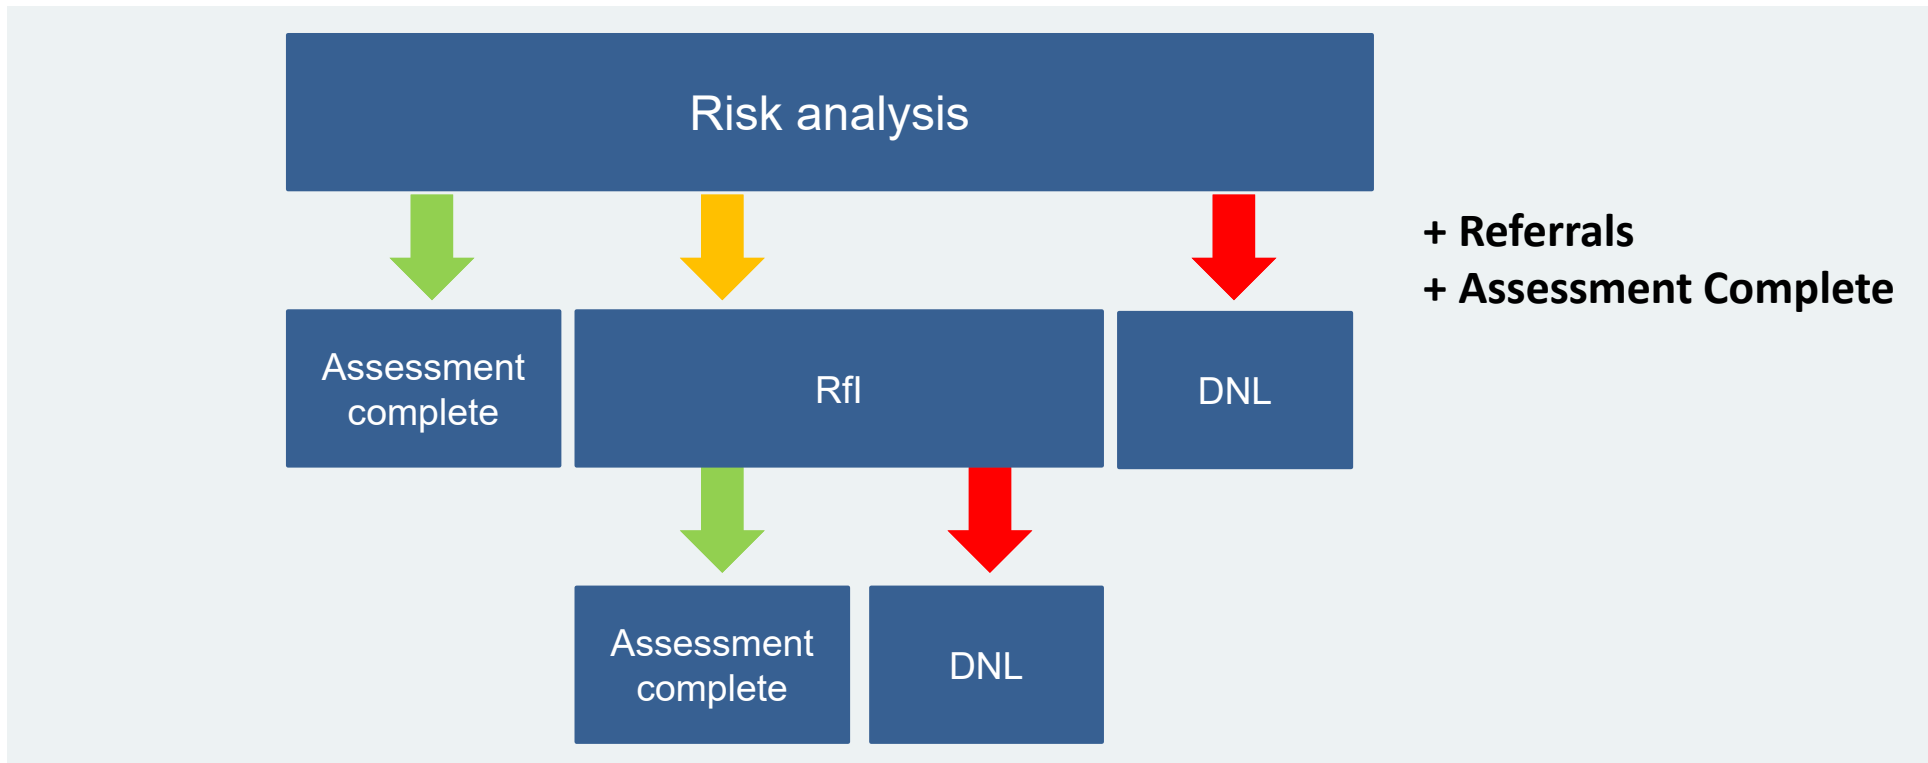 Risk analysis
+ Referrals
+ Assessment Complete
Assessment
complete
RfI
DNL
Assessment
complete
DNL